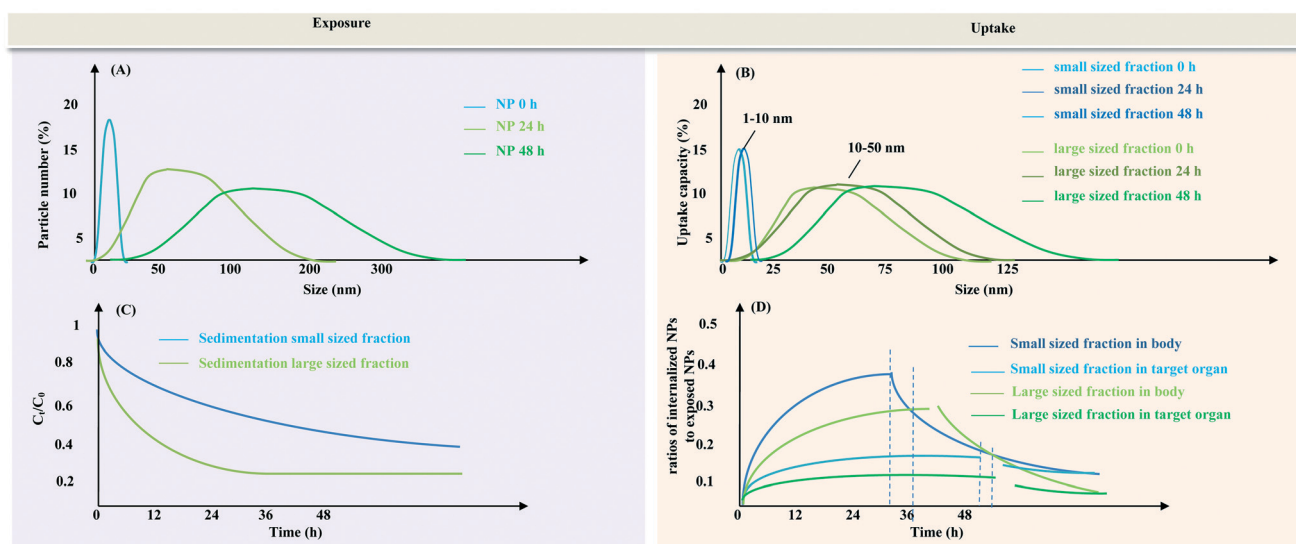 Exposure
Uptake
(A)
Particle number (%)
20
15
10
5
0
50
100
200
300
Size (nm)
NP 0 h
NP 24 h
NP 48 h
(B)
Uptake capacity (%)
20
15
10
5
0
25
50
75
100
125
Size (nm)
1-10 nm
10-50 nm
small sized fraction 0 h
small sized fraction 24 h
small sized fraction 48 h
large sized fraction 0 h
large sized fraction 24 h
large sized fraction 48 h
(C)
Ct/C0
1
0.8
0.6
0.4
0.2
0
12
24
36
48
Time (h)
Sedimentation small sized fraction
Sedimentation large sized fraction
(D)
ratios of internalized NPs
to exposed NPs
0.5
0.4
0.3
0.2
0.1
0
12
24
36
48
Time (h)
Small sized fraction in body
Small sized fraction in target organ
Large sized fraction in body
Large sized fraction in target organ